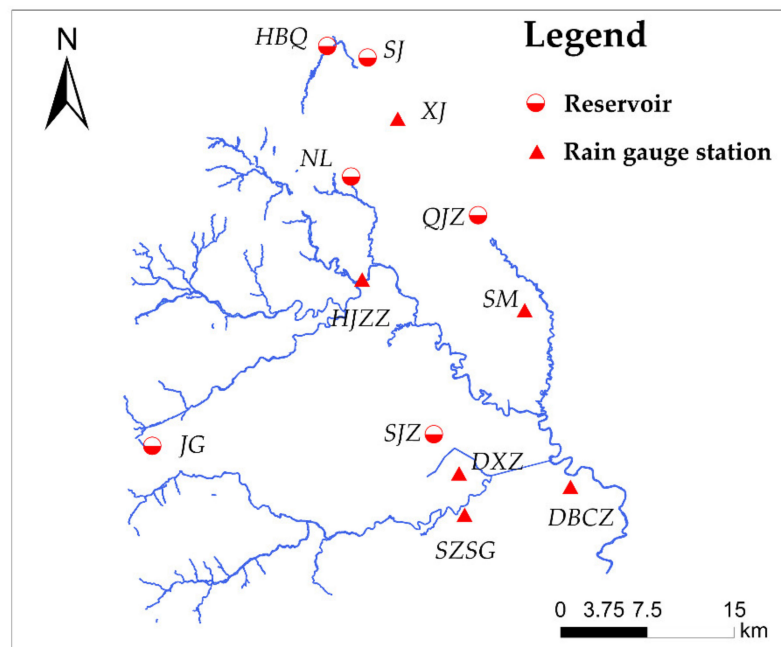 N
HBQ
SJ
Legend
Reservoir
XJ
Rain gauge station
NL
QJZ
SM
HJZZ
SJZ
JG
DXZ
DBCZ
SZSG
0 3.75 7.5 15
km